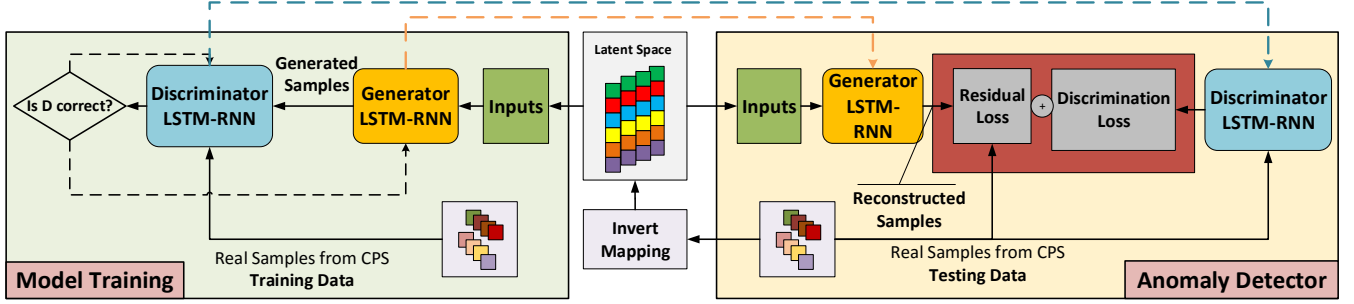 Is D correct?
Discriminator
LSTM-RNN
Generated
Samples
Generator
LSTM-RNN
Inputs
Real Samples from CPS
Training Data
Model Training
Latent Space
Invert
Mapping
Inputs
Generator
LSTM-
RNN
Residual
Loss
+
Discrimination
Loss
Discriminator
LSTM-RNN
Reconstructed
Samples
Real Samples from CPS
Testing Data
Anomaly Detector